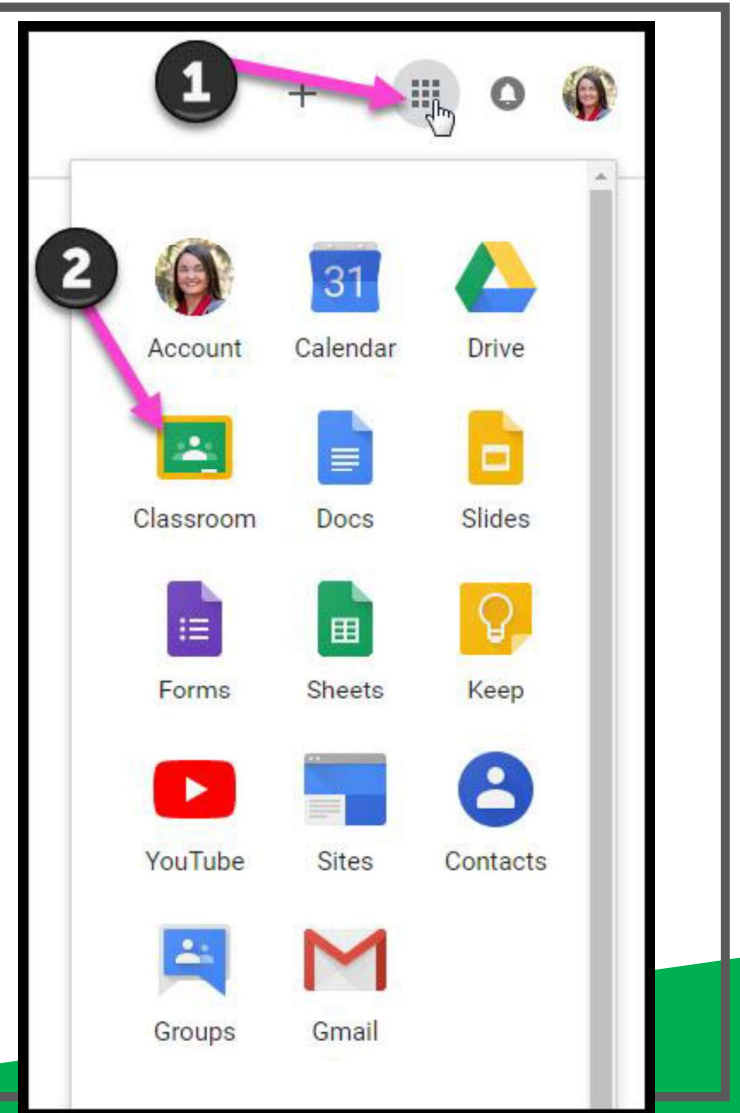 1
2
31
Account Calendar Drive
Classroom Docs Slides
Forms Sheets Keep
YouTube Sites Contacts
Groups Gmail